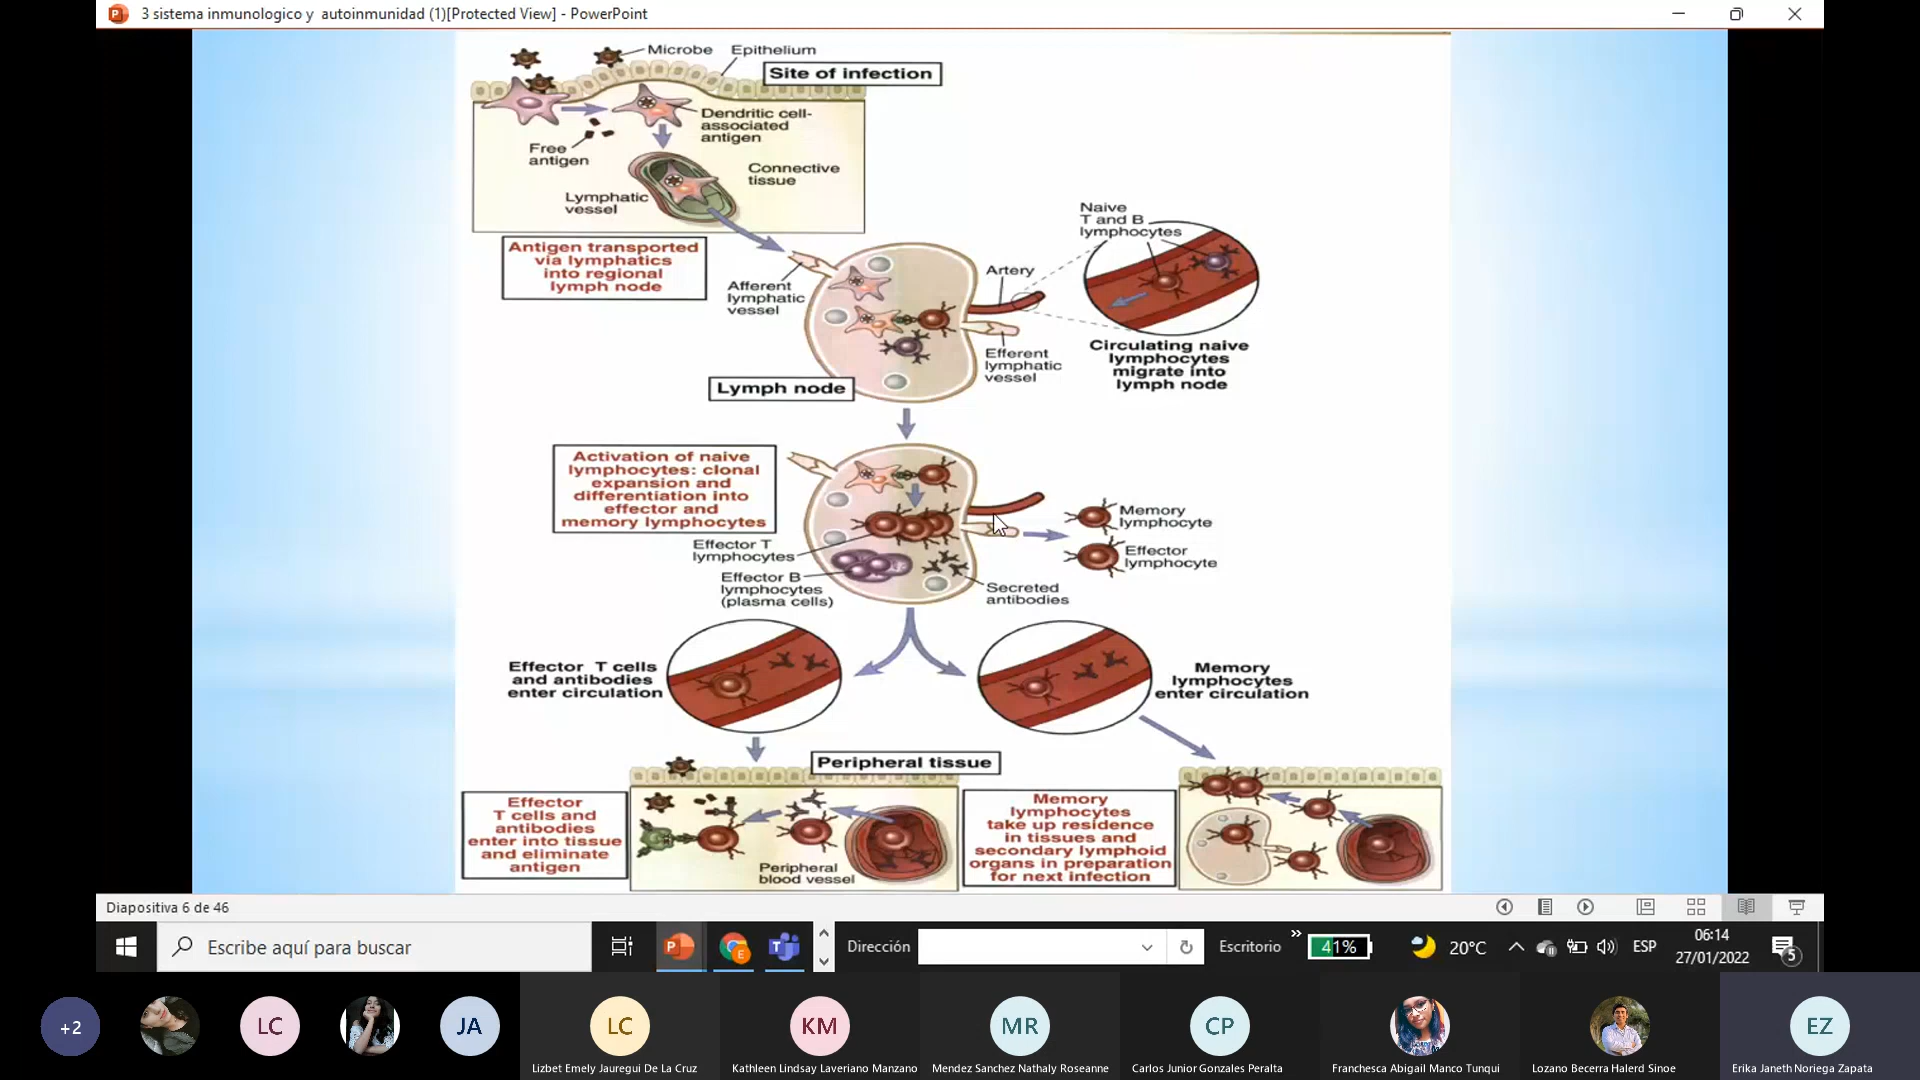 3 sistema inmunologico y  autoinmunidad (1)[Protected View] - PowerPoint
Microbe
Epithelium
Site of infection
Dendritic cell-
associated
antigen
Free
antigen
Connective
tissue
Lymphatic
vessel
Antigen transported
via lymphatics
into regional
lymph node
Afferent
lymphatic
vessel
Artery
Naive
T and B
lymphocytes
Efferent
lymphatic
vessel
Circulating naive
lymphocytes
migrate into
lymph node
Lymph node
Activation of naive
lymphocytes: clonal
expansion and
differentiation into
effector and
memory lymphocytes
Effector T
lymphocytes
Effector B
lymphocytes
(plasma cells)
Memory
lymphocyte
Effector
lymphocyte
Secreted
antibodies
Effector T cells
and antibodies
enter circulation
Memory
lymphocytes
enter circulation
Peripheral tissue
Effector
T cells and
antibodies
enter into tissue
and eliminate
antigen
Peripheral
blood vessel
Memory
lymphocytes
take up residence
in tissues and
secondary lymphoid
organs in preparation
for next infection
Diapositiva 6 de 46
Escribe aquí para buscar
Dirección
Escritorio
41%
20°C
ESP
06:14
27/01/2022
5
+2
LC
JA
LC
KM
MR
CP
EZ
Lizbet Emely Jauregui De La Cruz
Kathleen Lindsay Laveriano Manzano
Mendez Sanchez Nathaly Roseanne
Carlos Junior Gonzales Peralta
Franchesca Abigail Manco Tunqui
Lozano Becerra Halerd Sinoe
Erika Janeth Noriega Zapata